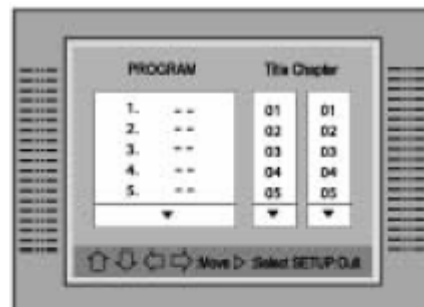 PROGRAM Title Chapter
1. -- 01 01
2. -- 02 02
3. -- 03 03
4. -- 04 04
5. -- 05 05
:Move :Select SETUP:Quit